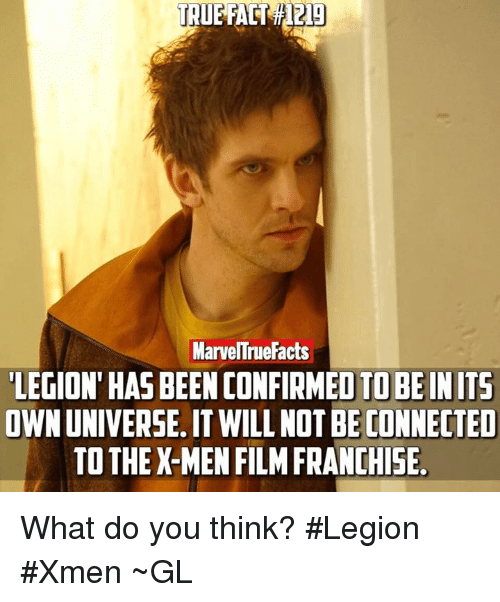 TRUE FACT #1219
MarvelTrueFacts
'LEGION' HAS BEEN CONFIRMED TO BE IN ITS
OWN UNIVERSE. IT WILL NOT BE CONNECTED
TO THE X-MEN FILM FRANCHISE.
What do you think? #Legion
#Xmen ~GL